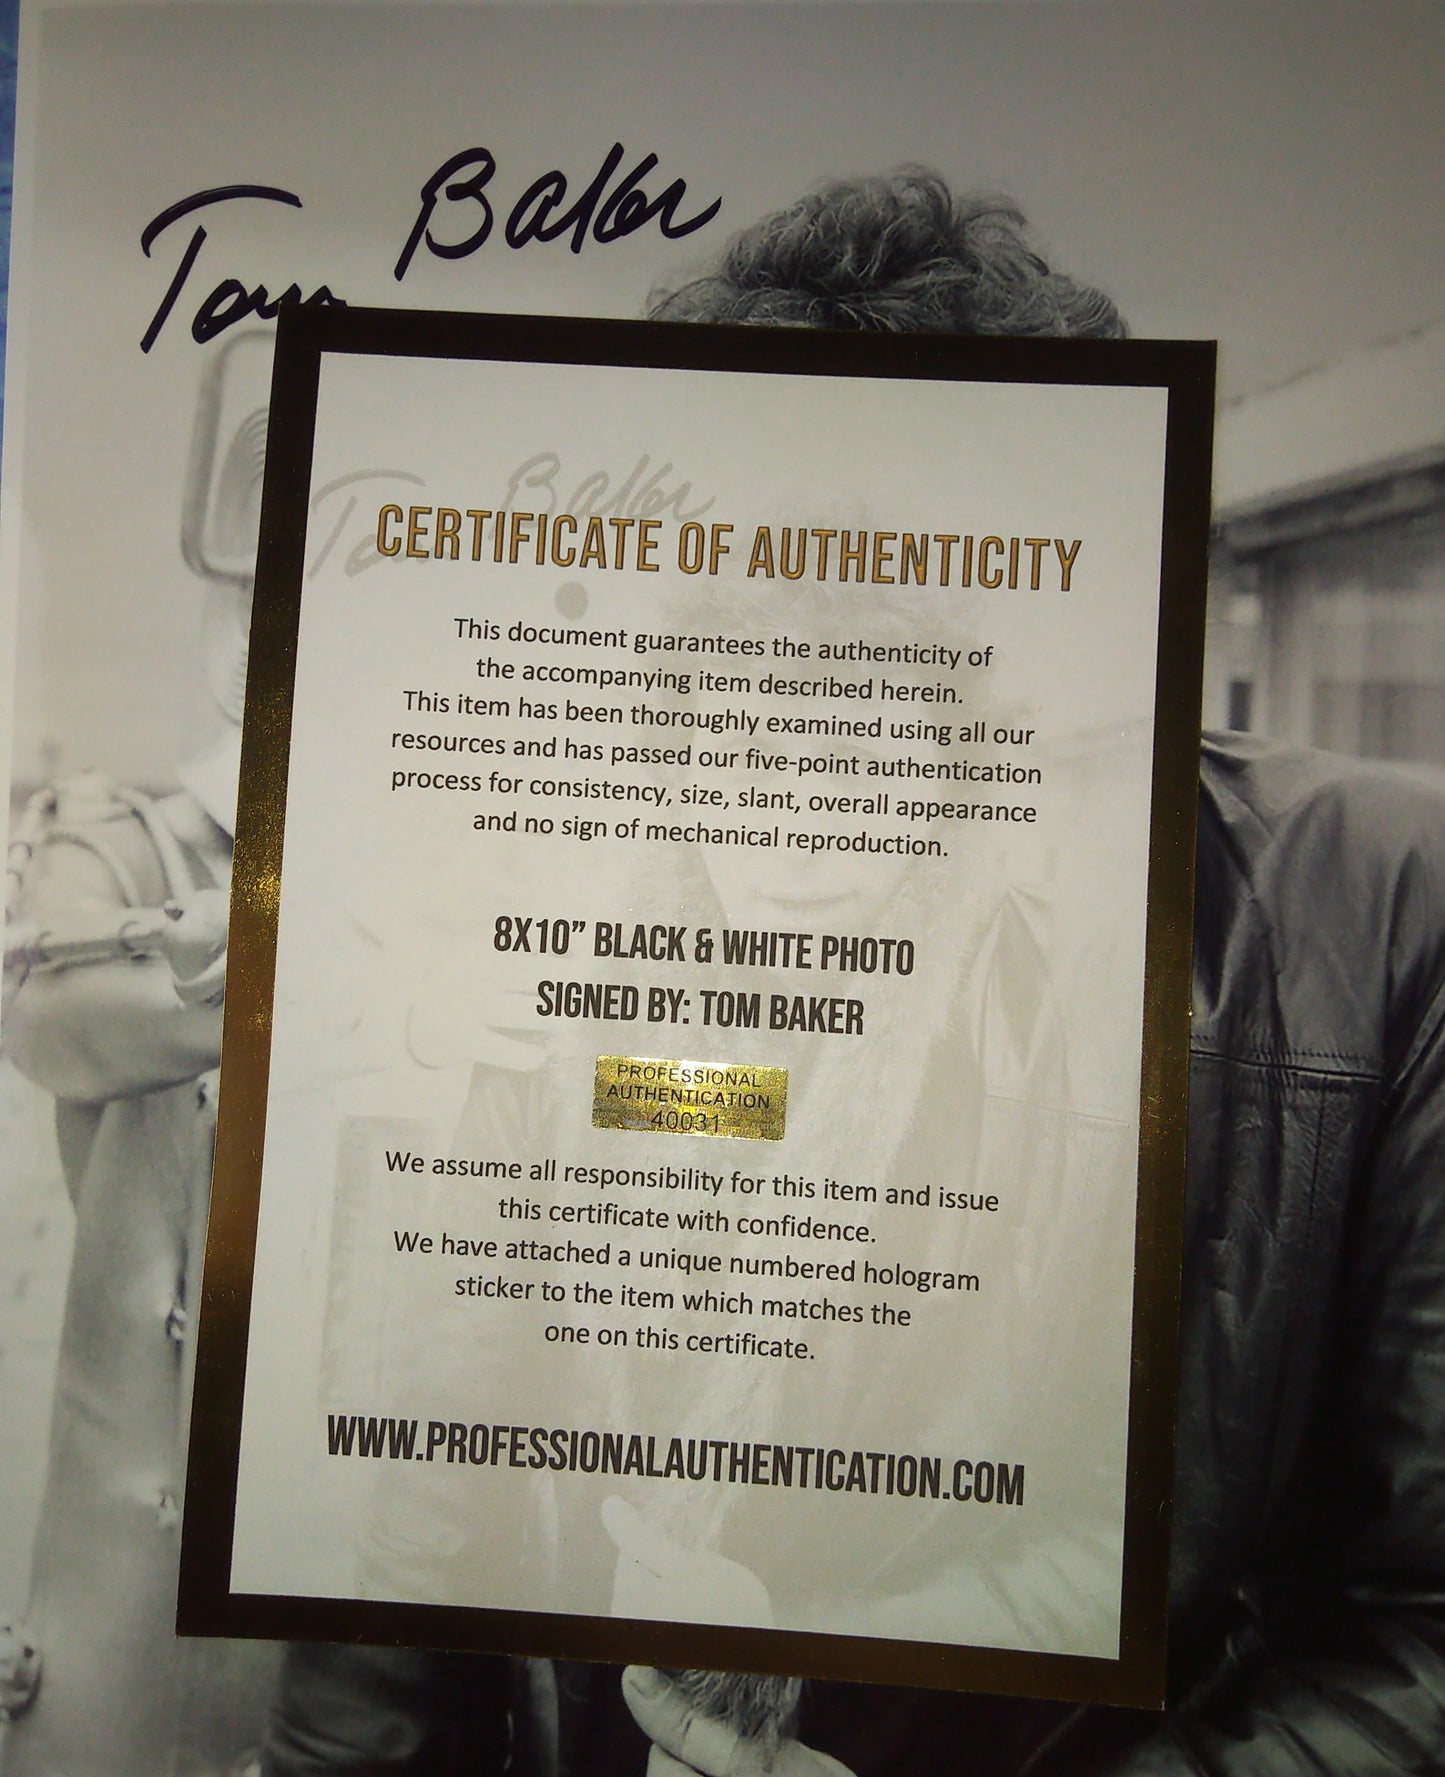 Tom Baker
Tom Baker
CERTIFICATE OF AUTHENTICITY
This document guarantees the authenticity of
the accompanying item described herein.
This item has been thoroughly examined using all our
resources and has passed our five-point authentication
process for consistency, size, slant, overall appearance
and no sign of mechanical reproduction.
8X10” BLACK & WHITE PHOTO
SIGNED BY: TOM BAKER
PROFESSIONAL
AUTHENTICATION
40031
We assume all responsibility for this item and issue
this certificate with confidence.
We have attached a unique numbered hologram
sticker to the item which matches the
one on this certificate.
WWW.PROFESSIONALAUTHENTICATION.COM